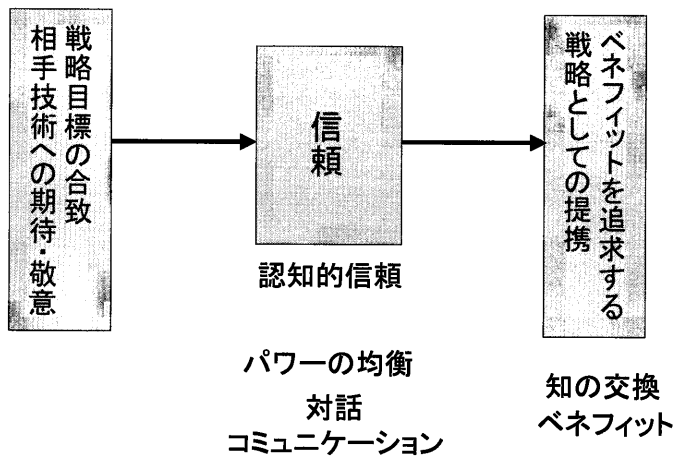 戦略目標の合致
相手技術への期待・敬意
信頼
認知的信頼
パワーの均衡
対話
コミュニケーション
ベネフィットを追求する
戦略としての提携
知の交換
ベネフィット